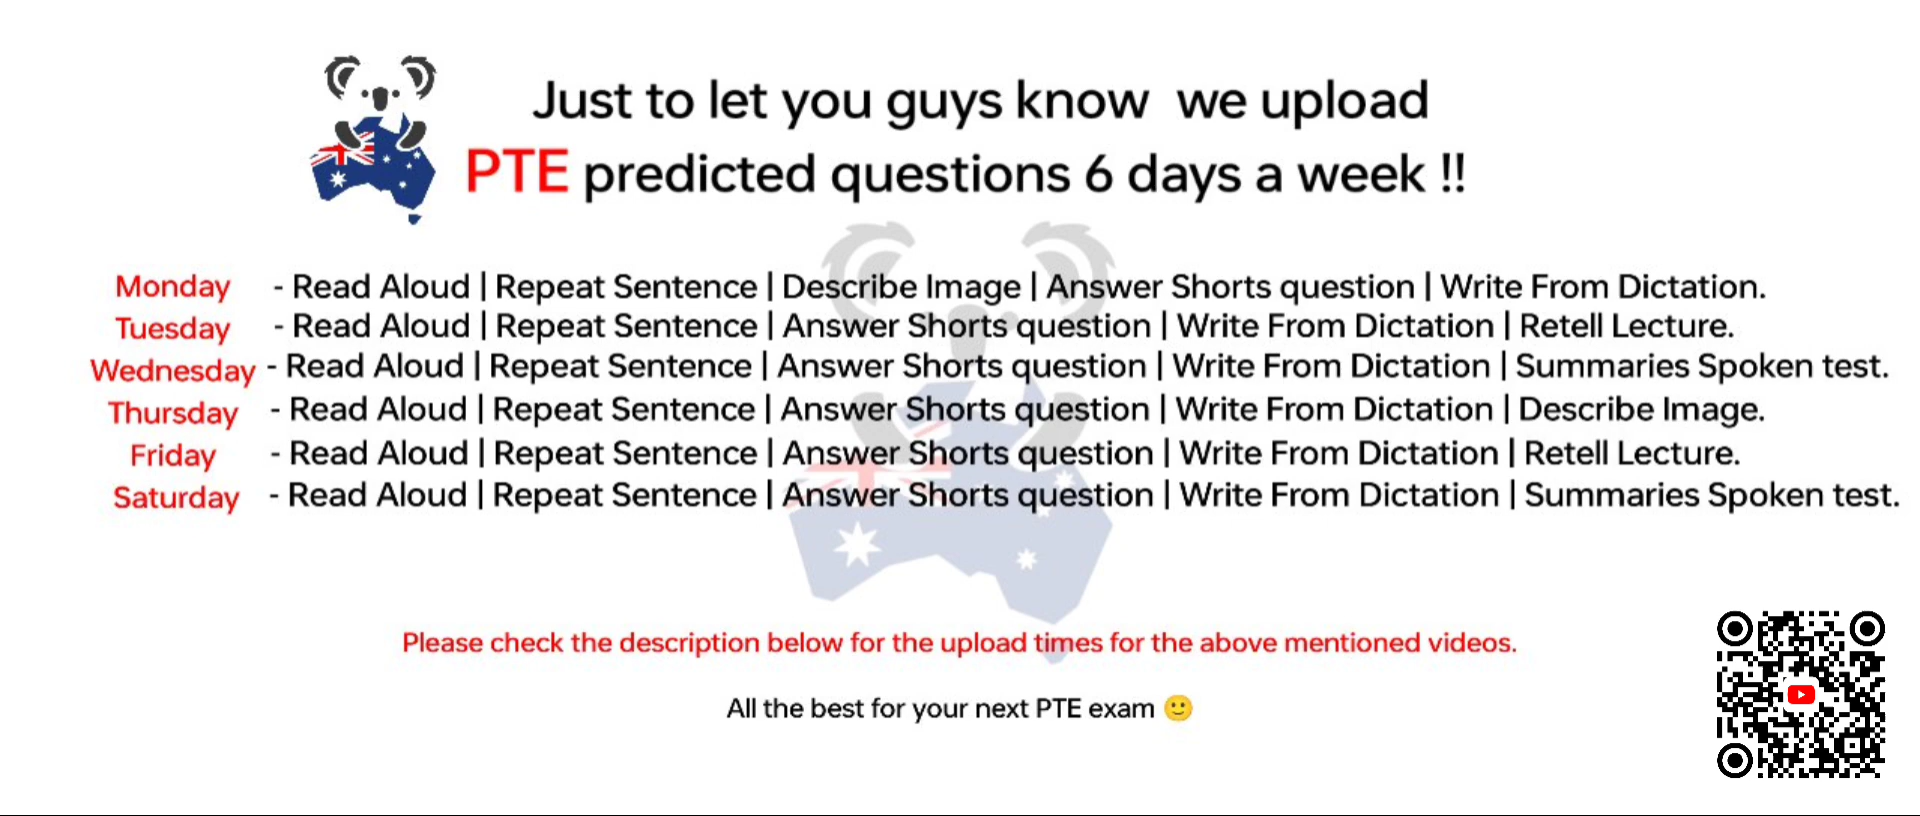 Just to let you guys know we upload
PTE predicted questions 6 days a week !!
Monday - Read Aloud | Repeat Sentence | Describe Image | Answer Shorts question | Write From Dictation.
Tuesday - Read Aloud | Repeat Sentence | Answer Shorts question | Write From Dictation | Retell Lecture.
Wednesday - Read Aloud | Repeat Sentence | Answer Shorts question | Write From Dictation | Summaries Spoken test.
Thursday - Read Aloud | Repeat Sentence | Answer Shorts question | Write From Dictation | Describe Image.
Friday - Read Aloud | Repeat Sentence | Answer Shorts question | Write From Dictation | Retell Lecture.
Saturday - Read Aloud | Repeat Sentence | Answer Shorts question | Write From Dictation | Summaries Spoken test.
Please check the description below for the upload times for the above mentioned videos.
All the best for your next PTE exam 🙂